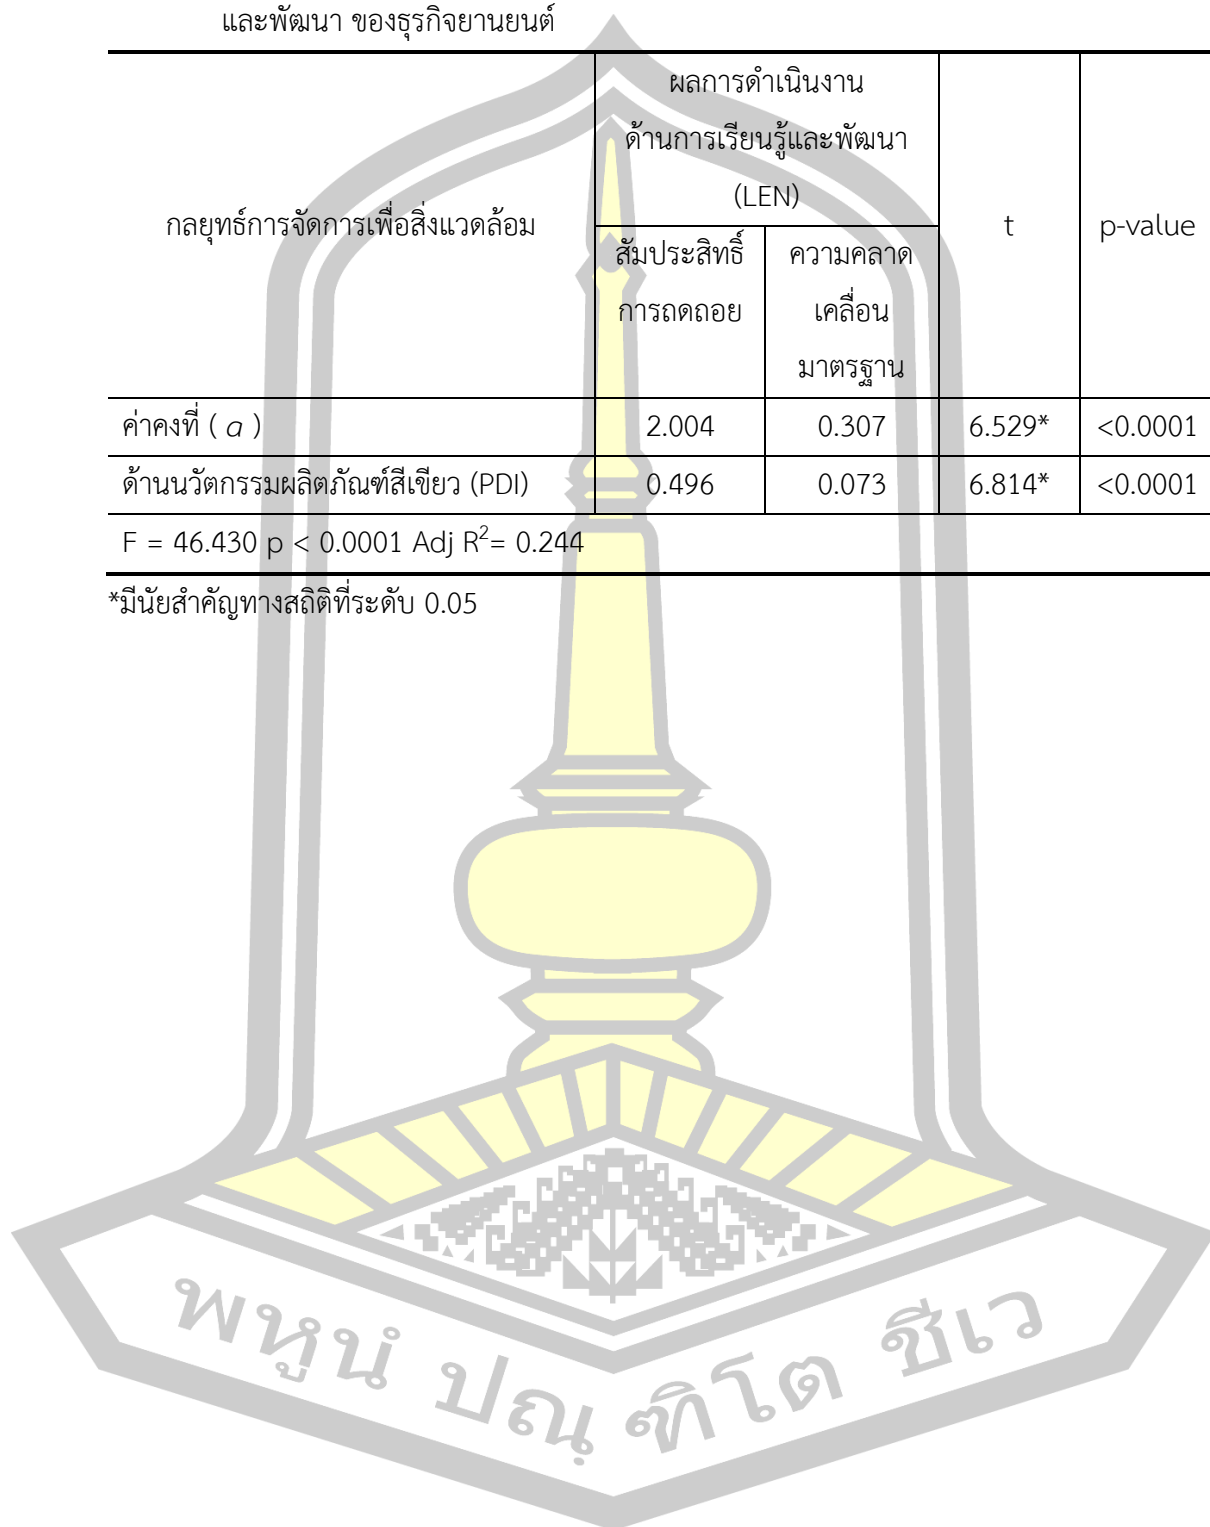 และพัฒนา ของธุรกิจยานยนต์
กลยุทธ์การจัดการเพื่อสิ่งแวดล้อม
ผลการดำเนินงาน
ด้านการเรียนรู้และพัฒนา
(LEN)
t
p-value
สัมประสิทธิ์
การถดถอย
ความคลาด
เคลื่อน
มาตรฐาน
ค่าคงที่ ( a ) 2.004 0.307 6.529* <0.0001
ด้านนวัตกรรมผลิตภัณฑ์สีเขียว (PDI) 0.496 0.073 6.814* <0.0001
F = 46.430 p < 0.0001 Adj R²= 0.244
*มีนัยสำคัญทางสถิติที่ระดับ 0.05
พหูนํ ปณฺฑิโต ชีเว